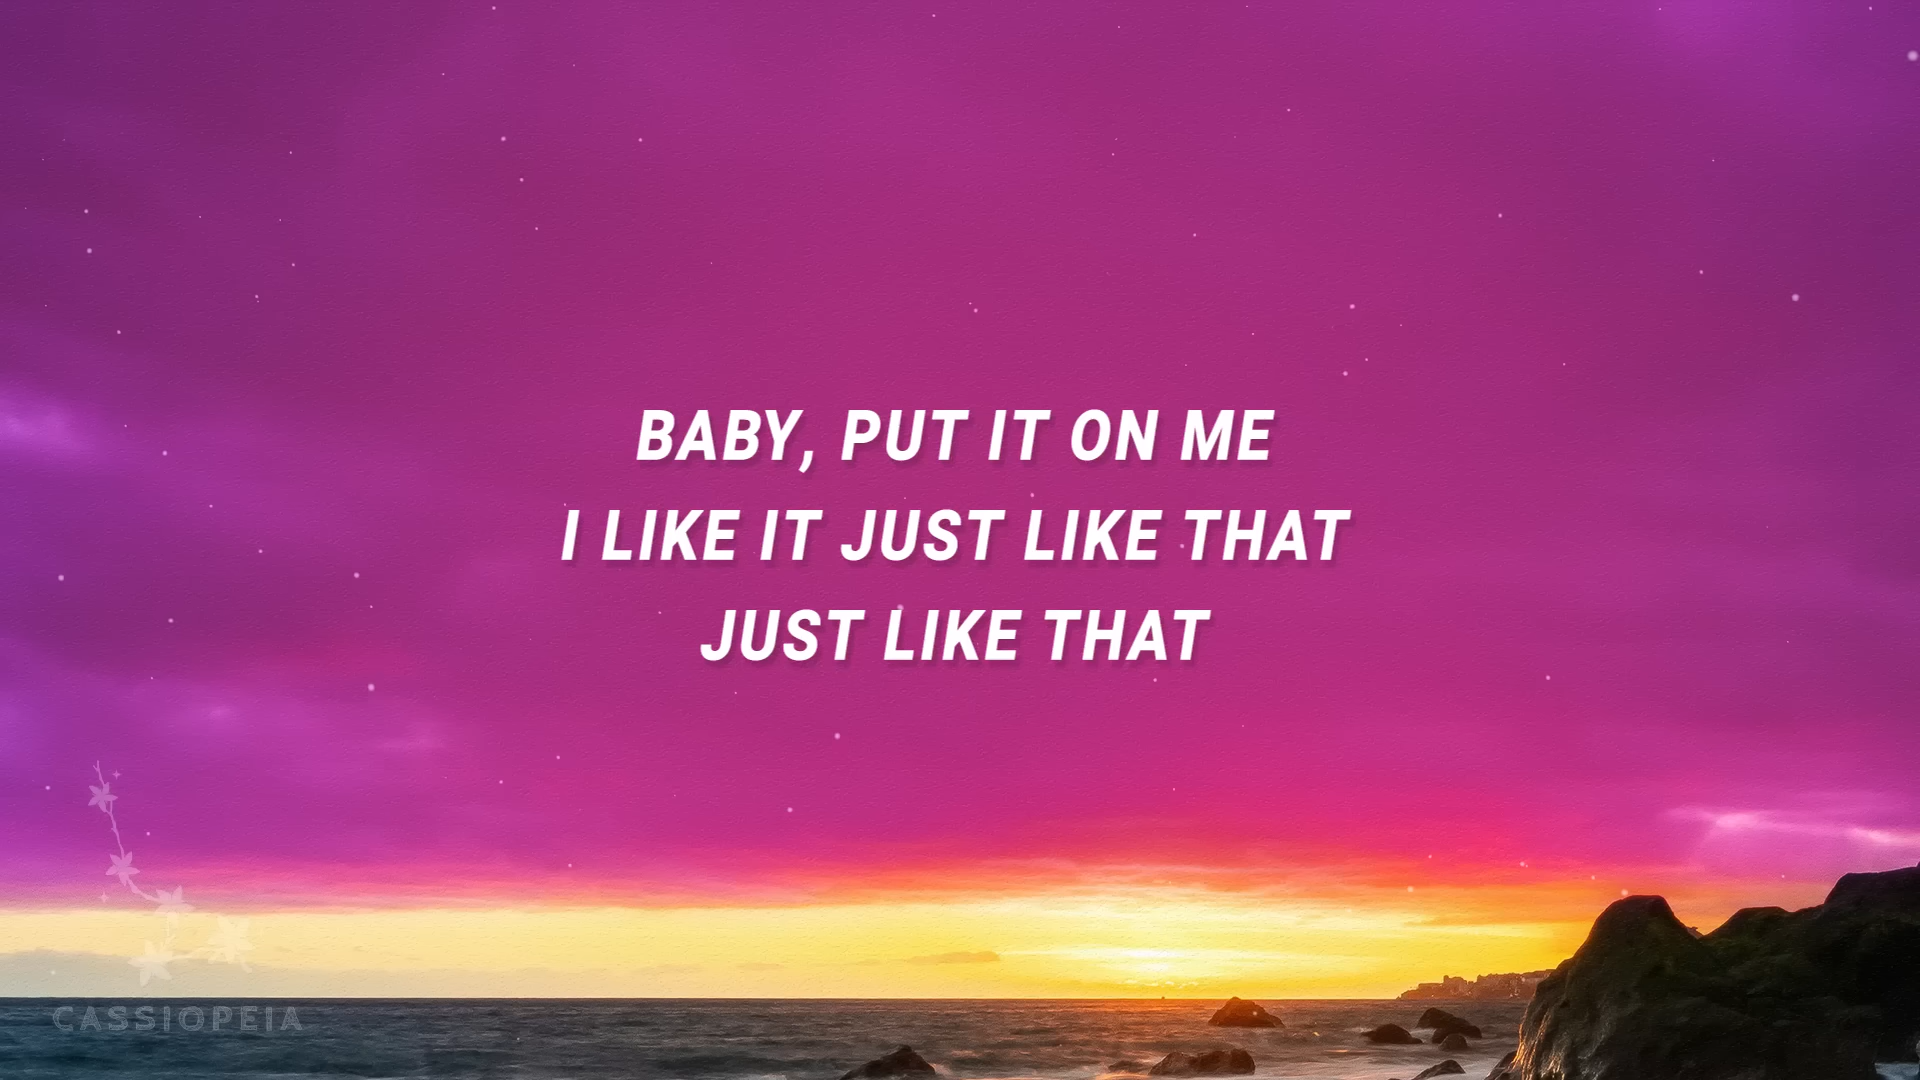 BABY, PUT IT ON ME
I LIKE IT JUST LIKE THAT
JUST LIKE THAT
CASSIOPEIA